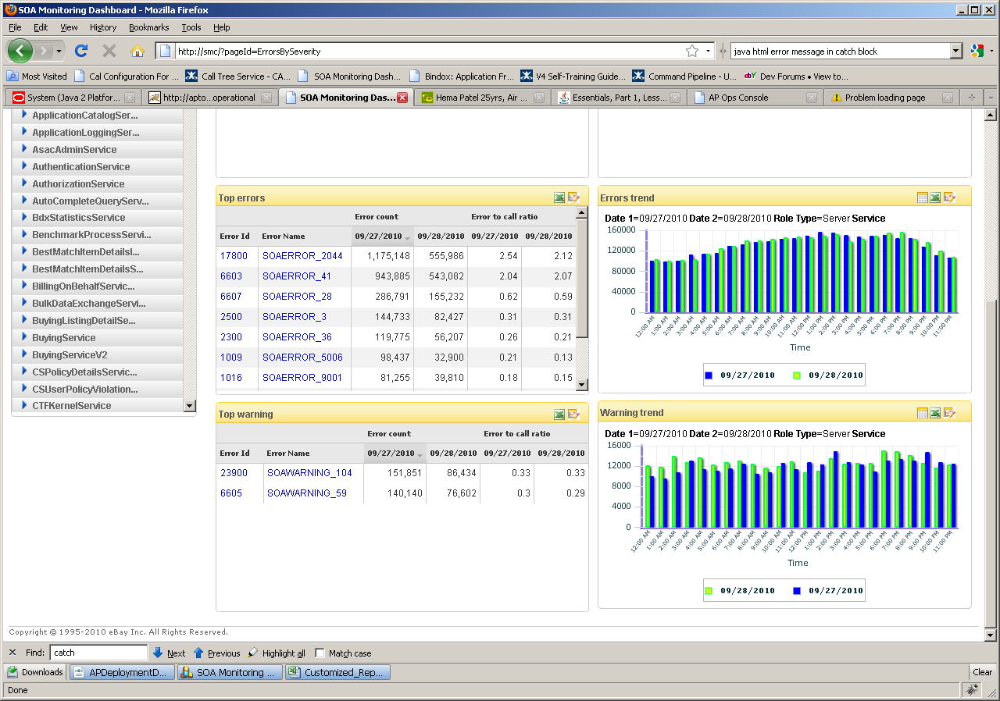 SOA Monitoring Dashboard - Mozilla Firefox
File Edit View History Bookmarks Tools Help
http://smc/?pageId=ErrorsBySeverity
java html error message in catch block
Most Visited Cal Configuration For ... Call Tree Service - CA... SOA Monitoring Dash... Bindox: Application Fr... V4 Self-Training Guide... Command Pipeline - U... Dev Forums • View to...
System (Java 2 Platfor... http://apto...operational SOA Monitoring Das... Hema Patel 25yrs, Air ... Essentials, Part 1, Less... AP Ops Console Problem loading page
ApplicationCatalogSer...
ApplicationLoggingSer...
AsacAdminService
AuthenticationService
AuthorizationService
AutoCompleteQueryServ...
BdxStatisticsService
BenchmarkProcessServi...
BestMatchItemDetailsI...
BestMatchItemDetailsS...
BillingOnBehalfServic...
BulkDataExchangeServi...
BuyingListingDetailSe...
BuyingService
BuyingServiceV2
CSPolicyDetailsServic...
CSUserPolicyViolation...
CTFKernelService
Top errors
Error count Error to call ratio
Error Id Error Name 09/27/2010 09/28/2010 09/27/2010 09/28/2010
17800 SOAERROR_2044 1,175,148 555,986 2.54 2.12
6603 SOAERROR_41 943,885 543,082 2.04 2.07
6607 SOAERROR_28 286,791 155,232 0.62 0.59
2500 SOAERROR_3 144,733 82,427 0.31 0.31
2300 SOAERROR_36 119,775 56,207 0.26 0.21
1009 SOAERROR_5006 98,437 32,900 0.21 0.13
1016 SOAERROR_9001 81,255 39,810 0.18 0.15
Errors trend
Date 1=09/27/2010 Date 2=09/28/2010 Role Type=Server Service
160000
120000
80000
40000
0
12:00 AM 1:00 AM 2:00 AM 3:00 AM 4:00 AM 5:00 AM 6:00 AM 7:00 AM 8:00 AM 9:00 AM 10:00 AM 11:00 AM 12:00 PM 1:00 PM 2:00 PM 3:00 PM 4:00 PM 5:00 PM 6:00 PM 7:00 PM 8:00 PM 9:00 PM 10:00 PM 11:00 PM
Time
09/27/2010 09/28/2010
Top warning
Error count Error to call ratio
Error Id Error Name 09/27/2010 09/28/2010 09/27/2010 09/28/2010
23900 SOAWARNING_104 151,851 86,434 0.33 0.33
6605 SOAWARNING_59 140,140 76,602 0.3 0.29
Warning trend
Date 1=09/27/2010 Date 2=09/28/2010 Role Type=Server Service
16000
12000
8000
4000
0
12:00 AM 1:00 AM 2:00 AM 3:00 AM 4:00 AM 5:00 AM 6:00 AM 7:00 AM 8:00 AM 9:00 AM 10:00 AM 11:00 AM 12:00 PM 1:00 PM 2:00 PM 3:00 PM 4:00 PM 5:00 PM 6:00 PM 7:00 PM 8:00 PM 9:00 PM 10:00 PM 11:00 PM
Time
09/28/2010 09/27/2010
Copyright © 1995-2010 eBay Inc. All Rights Reserved.
Find: catch Next Previous Highlight all Match case
Downloads APDeploymentD... SOA Monitoring ... Customized_Rep... Clear
Done